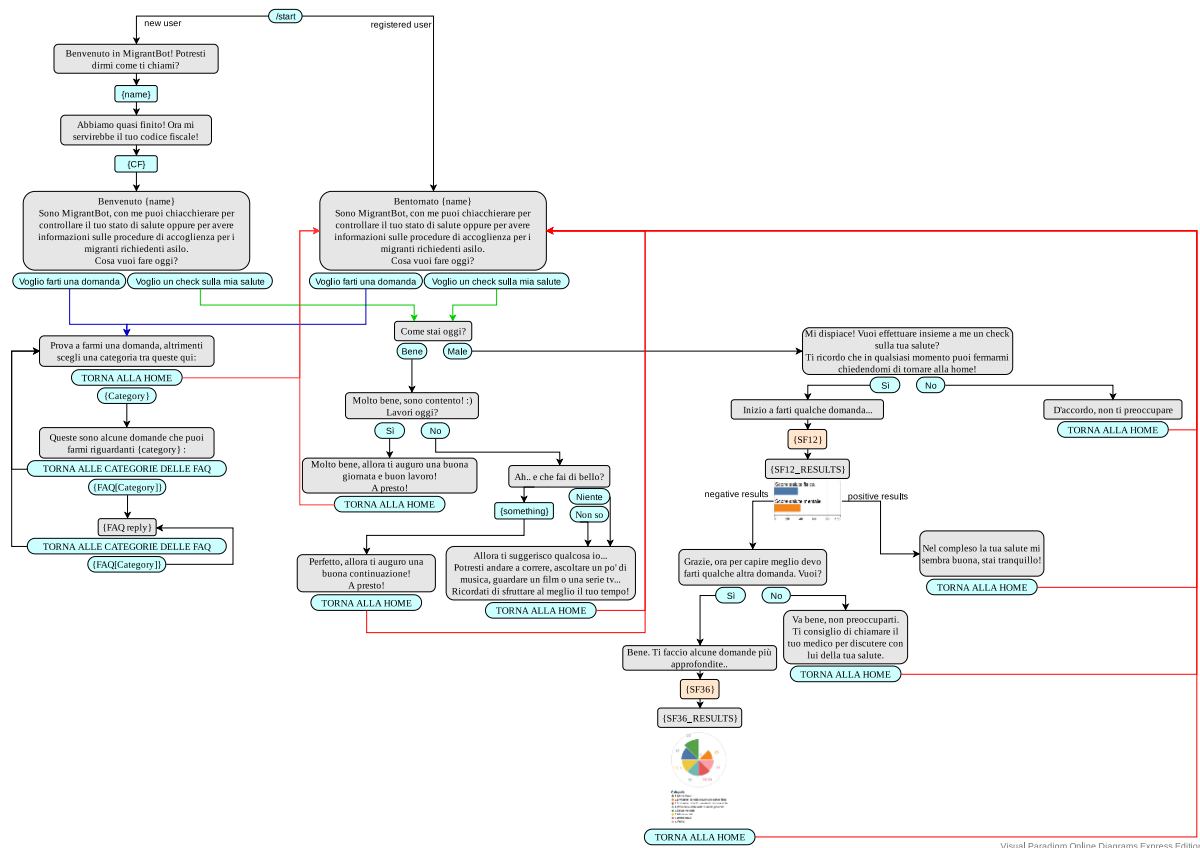 /start
new user
registered user
Benvenuto in MigrantBot! Potresti
dirmi come ti chiami?
{name}
Abbiamo quasi finito! Ora mi
servirebbe il tuo codice fiscale!
{CF}
Benvenuto {name}
Sono MigrantBot, con me puoi chiacchierare per
controllare il tuo stato di salute oppure per avere
informazioni sulle procedure di accoglienza per i
migranti richiedenti asilo.
Cosa vuoi fare oggi?
Voglio farti una domanda
Voglio un check sulla mia salute
Bentornato {name}
Sono MigrantBot, con me puoi chiacchierare per
controllare il tuo stato di salute oppure per avere
informazioni sulle procedure di accoglienza per i
migranti richiedenti asilo.
Cosa vuoi fare oggi?
Voglio farti una domanda
Voglio un check sulla mia salute
Prova a farmi una domanda, altrimenti
scegli una categoria tra queste qui:
TORNA ALLA HOME
{Category}
Queste sono alcune domande che puoi
farmi riguardanti {category} :
TORNA ALLE CATEGORIE DELLE FAQ
{FAQ[Category]}
{FAQ reply}
TORNA ALLE CATEGORIE DELLE FAQ
{FAQ[Category]}
Come stai oggi?
Bene
Male
Molto bene, sono contento! :)
Lavori oggi?
Sì
No
Molto bene, allora ti auguro una buona
giornata e buon lavoro!
A presto!
TORNA ALLA HOME
Ah.. e che fai di bello?
{something}
Niente
Non so
Perfetto, allora ti auguro una
buona continuazione!
A presto!
TORNA ALLA HOME
Allora ti suggerisco qualcosa io...
Potresti andare a correre, ascoltare un po' di
musica, guardare un film o una serie tv...
Ricordati di sfruttare al meglio il tuo tempo!
TORNA ALLA HOME
Mi dispiace! Vuoi effettuare insieme a me un check
sulla tua salute?
Ti ricordo che in qualsiasi momento puoi fermarmi
chiedendomi di tornare alla home!
Sì
No
Inizio a farti qualche domanda...
{SF12}
{SF12_RESULTS}
D'accordo, non ti preoccupare
TORNA ALLA HOME
Score salute fisica
Score salute mentale
negative results
positive results
Grazie, ora per capire meglio devo
farti qualche altra domanda. Vuoi?
Sì
No
Nel compleso la tua salute mi
sembra buona, stai tranquillo!
TORNA ALLA HOME
Va bene, non preoccuparti.
Ti consiglio di chiamare il
tuo medico per discutere con
lui della tua salute.
TORNA ALLA HOME
Bene. Ti faccio alcune domande più
approfondite..
{SF36}
{SF36_RESULTS}
TORNA ALLA HOME
Visual Paradigm Online Diagrams Express Edition